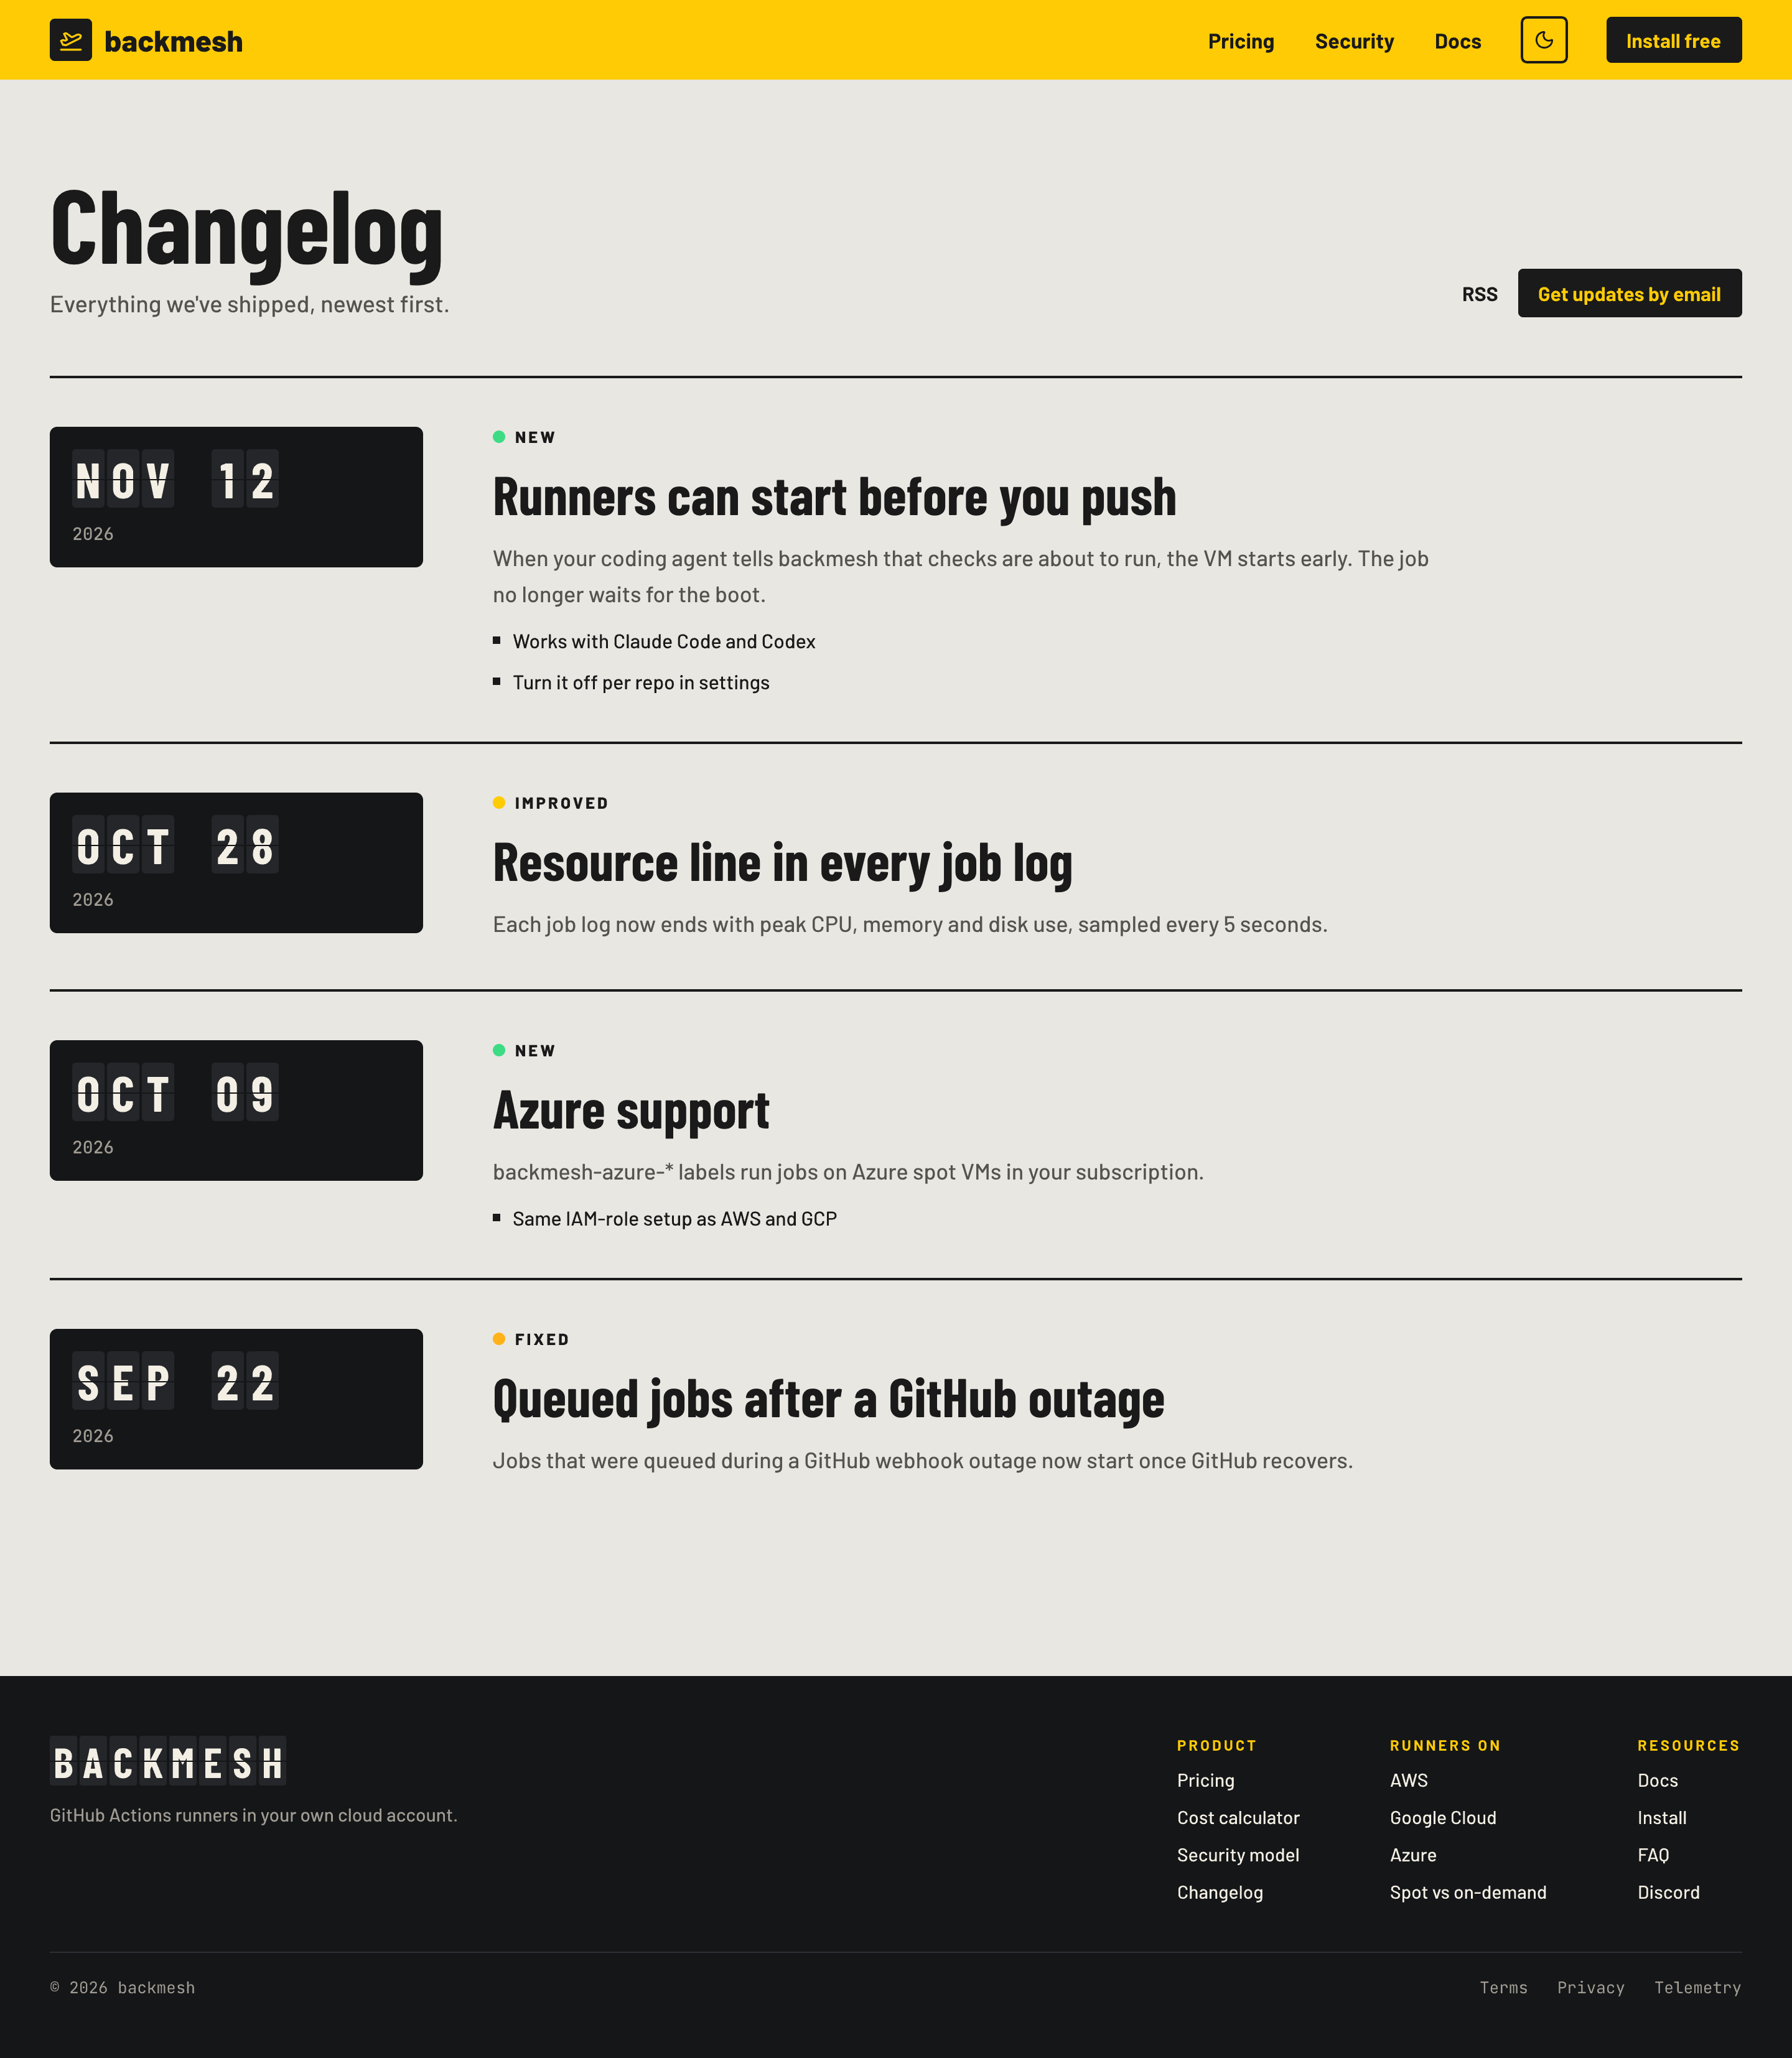 backmesh
Pricing
Security
Docs
Install free
Changelog
Everything we've shipped, newest first.
RSS
Get updates by email
NOV 12
2026
NEW
Runners can start before you push
When your coding agent tells backmesh that checks are about to run, the VM starts early. The job
no longer waits for the boot.
Works with Claude Code and Codex
Turn it off per repo in settings
OCT 28
2026
IMPROVED
Resource line in every job log
Each job log now ends with peak CPU, memory and disk use, sampled every 5 seconds.
OCT 09
2026
NEW
Azure support
backmesh-azure-* labels run jobs on Azure spot VMs in your subscription.
Same IAM-role setup as AWS and GCP
SEP 22
2026
FIXED
Queued jobs after a GitHub outage
Jobs that were queued during a GitHub webhook outage now start once GitHub recovers.
BACKMESH
GitHub Actions runners in your own cloud account.
PRODUCT
Pricing
Cost calculator
Security model
Changelog
RUNNERS ON
AWS
Google Cloud
Azure
Spot vs on-demand
RESOURCES
Docs
Install
FAQ
Discord
© 2026 backmesh
Terms
Privacy
Telemetry